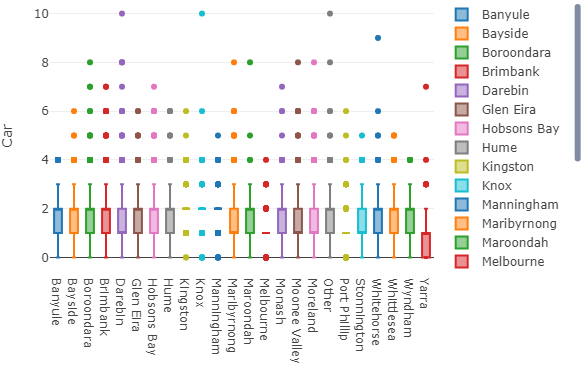 10
8
6
4
2
0
Car
Banyule
Bayside
Boroondara
Brimbank
Darebin
Glen Eira
Hobsons Bay
Hume
Kingston
Knox
Manningham
Maribyrnong
Maroondah
Melbourne
Monash
Moonee Valley
Moreland
Other
Port Phillip
Stonnington
Whitehorse
Whittlesea
Wyndham
Yarra
Banyule
Bayside
Boroondara
Brimbank
Darebin
Glen Eira
Hobsons Bay
Hume
Kingston
Knox
Manningham
Maribyrnong
Maroondah
Melbourne